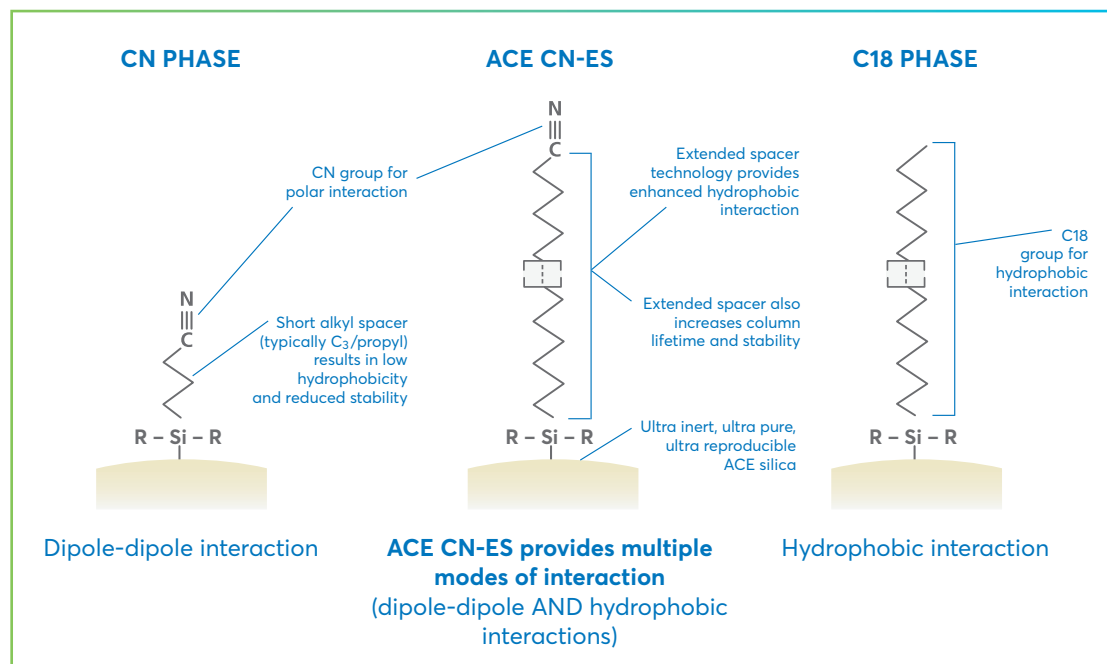 CN PHASE
N
C
R – Si – R
Dipole-dipole interaction
CN group for
polar interaction
Short alkyl spacer
(typically C₃/propyl)
results in low
hydrophobicity
and reduced stability
ACE CN-ES
N
C
R – Si – R
ACE CN-ES provides multiple
modes of interaction
(dipole-dipole AND hydrophobic
interactions)
Extended spacer
technology provides
enhanced hydrophobic
interaction
Extended spacer also
increases column
lifetime and stability
Ultra inert, ultra pure,
ultra reproducible
ACE silica
C18 PHASE
C18
group for
hydrophobic
interaction
R – Si – R
Hydrophobic interaction